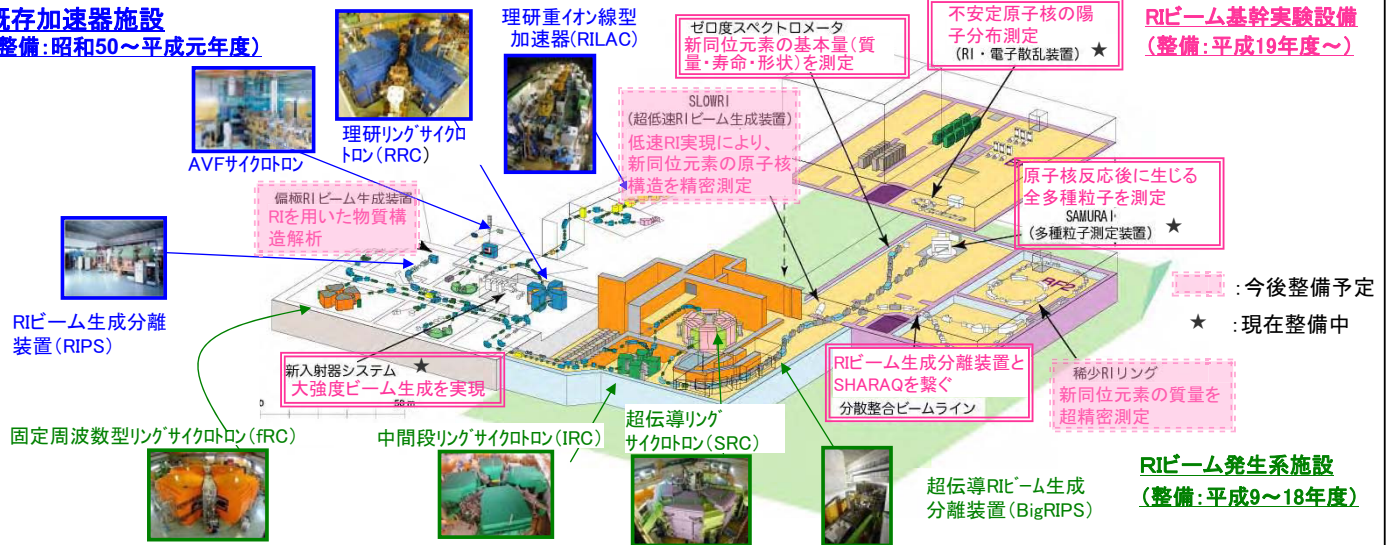 既存加速器施設
整備:昭和50～平成元年度)
理研重イオン線型
加速器(RILAC)
ゼロ度スペクトロメータ
新同位元素の基本量(質
量・寿命・形状)を測定
不安定原子核の陽
子分布測定
(RI・電子散乱装置) ★
RIビーム基幹実験設備
(整備:平成19年度～)
AVFサイクロトロン
理研リングサイクロ
トロン(RRC)
SLOWRI
(超低速RIビーム生成装置)
低速RI実現により、
新同位元素の原子核
構造を精密測定
偏極RIビーム生成装置
RIを用いた物質構
造解析
原子核反応後に生じる
全多種粒子を測定
SAMURAI
(多種粒子測定装置) ★
:今後整備予定
★ :現在整備中
RIビーム生成分離
装置(RIPS)
新入射器システム ★
大強度ビーム生成を実現
RIビーム生成分離装置と
SHARAQを繋ぐ
分散整合ビームライン
稀少RIリング
新同位元素の質量を
超精密測定
0 50 m
固定周波数型リングサイクロトロン(fRC)
中間段リングサイクロトロン(IRC)
超伝導リング
サイクロトロン(SRC)
超伝導RIビーム生成
分離装置(BigRIPS)
RIビーム発生系施設
(整備:平成9～18年度)